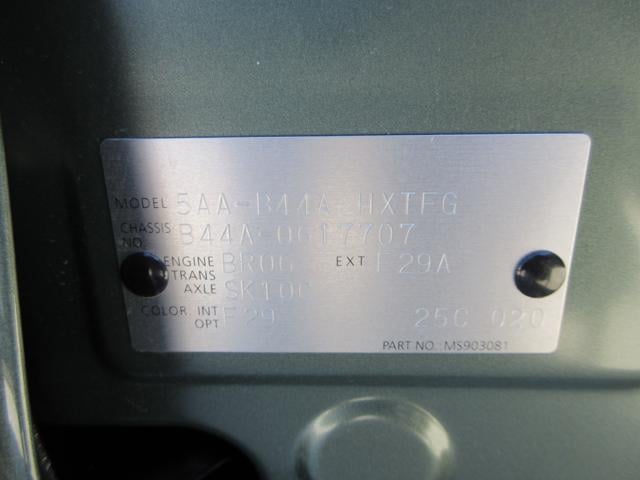 MODEL 5AA-B44A-HXTFG
CHASSIS NO. B44A-0617707
ENGINE BR06 EXT F29A
TRANS AXLE SK10C
COLOR. INT F29 25C 020
OPT
PART NO.: MS903081